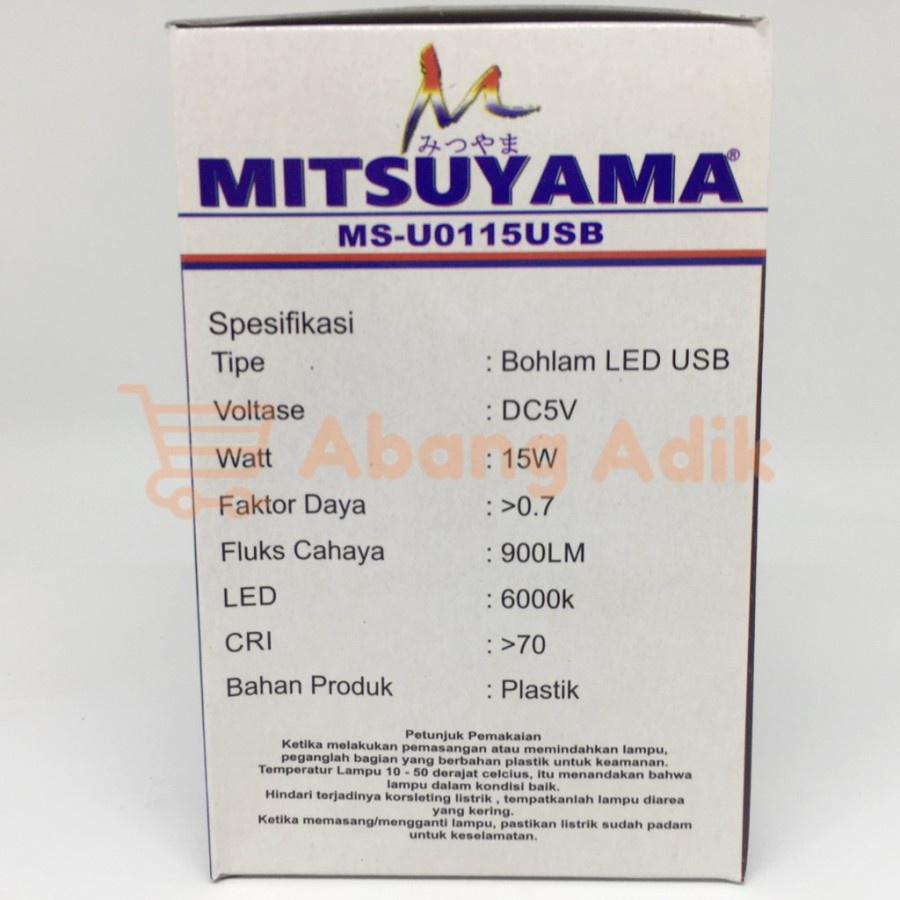 みつやま
MITSUYAMA®
MS-U0115USB
Spesifikasi
Tipe : Bohlam LED USB
Voltase : DC5V
Abang Adik
Watt : 15W
Faktor Daya : >0.7
Fluks Cahaya : 900LM
LED : 6000k
CRI : >70
Bahan Produk : Plastik
Petunjuk Pemakaian
Ketika melakukan pemasangan atau memindahkan lampu,
peganglah bagian yang berbahan plastik untuk keamanan.
Temperatur Lampu 10 - 50 derajat celcius, itu menandakan bahwa
lampu dalam kondisi baik.
Hindari terjadinya korsleting listrik , tempatkanlah lampu diarea
yang kering.
Ketika memasang/mengganti lampu, pastikan listrik sudah padam
untuk keselamatan.